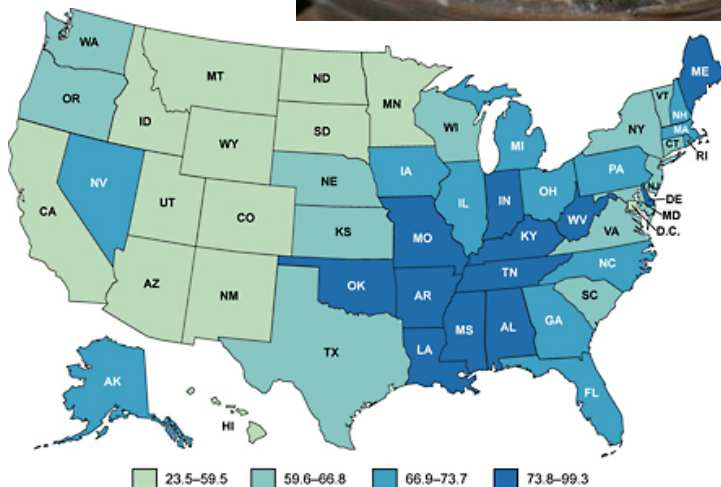 WA
MT
ND
MN
ME
OR
ID
SD
WI
MI
VT
NH
NY
MA
CT
RI
WY
NV
NE
IA
PA
NJ
CA
UT
CO
KS
IL
IN
OH
WV
DE
MD
D.C.
MO
KY
VA
AZ
NM
OK
AR
TN
NC
SC
TX
LA
MS
AL
GA
FL
AK
HI
23.5–59.5
59.6–66.8
66.9–73.7
73.8–99.3